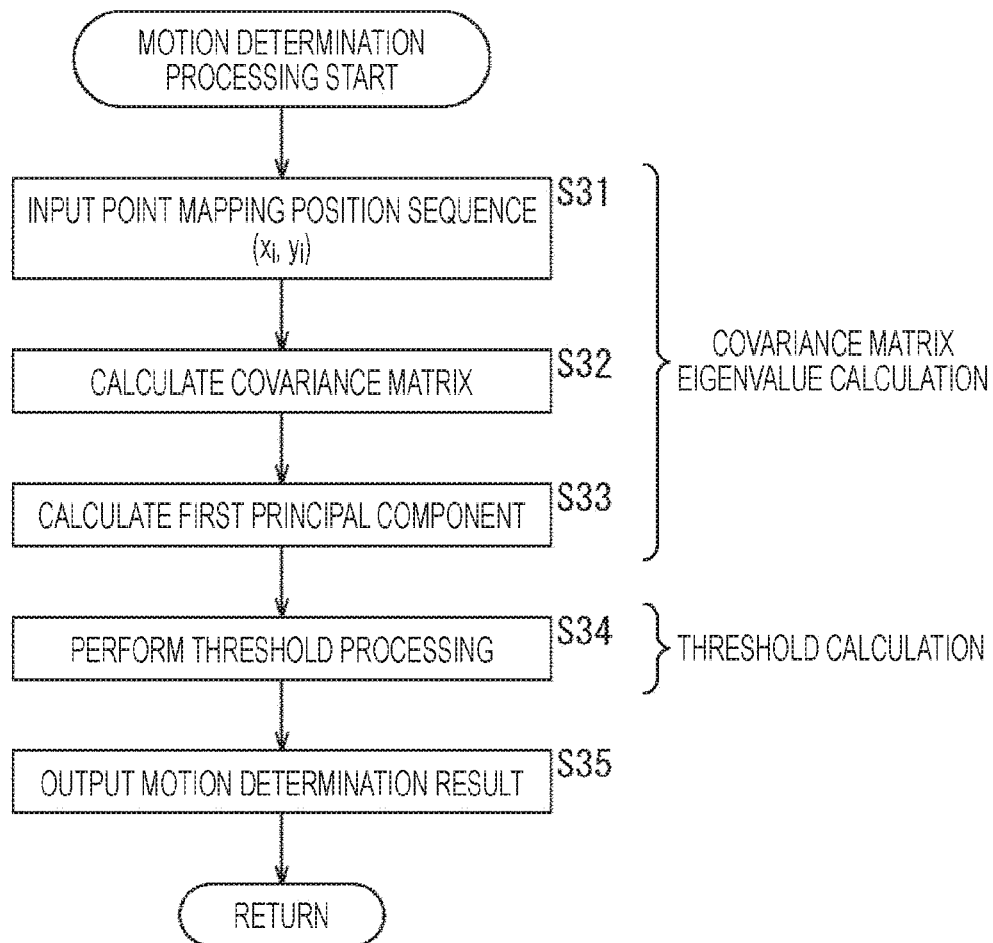 MOTION DETERMINATION
PROCESSING START
S31
INPUT POINT MAPPING POSITION SEQUENCE
(xi, yi)
S32
CALCULATE COVARIANCE MATRIX
COVARIANCE MATRIX
EIGENVALUE CALCULATION
S33
CALCULATE FIRST PRINCIPAL COMPONENT
S34
PERFORM THRESHOLD PROCESSING
THRESHOLD CALCULATION
S35
OUTPUT MOTION DETERMINATION RESULT
RETURN